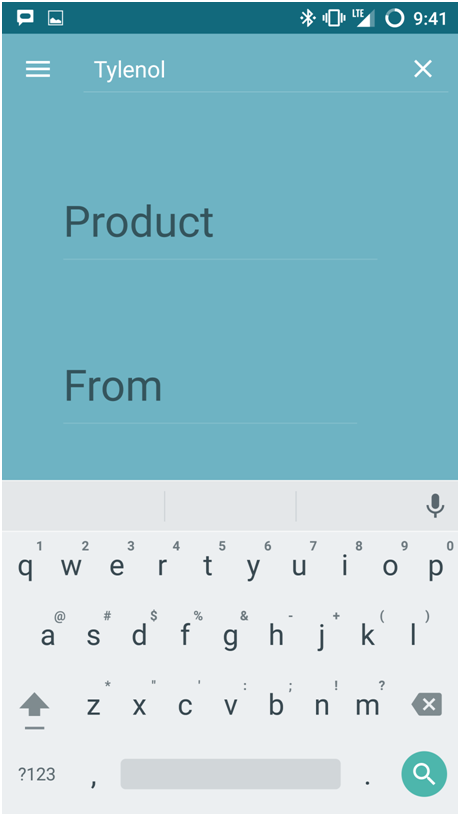 LTE 9:41
Tylenol
Product
From
1 2 3 4 5 6 7 8 9 0
q w e r t y u i o p
@ # $ % & - + ( )
a s d f g h j k l
* " ' : ; ! ?
z x c v b n m
?123 , .